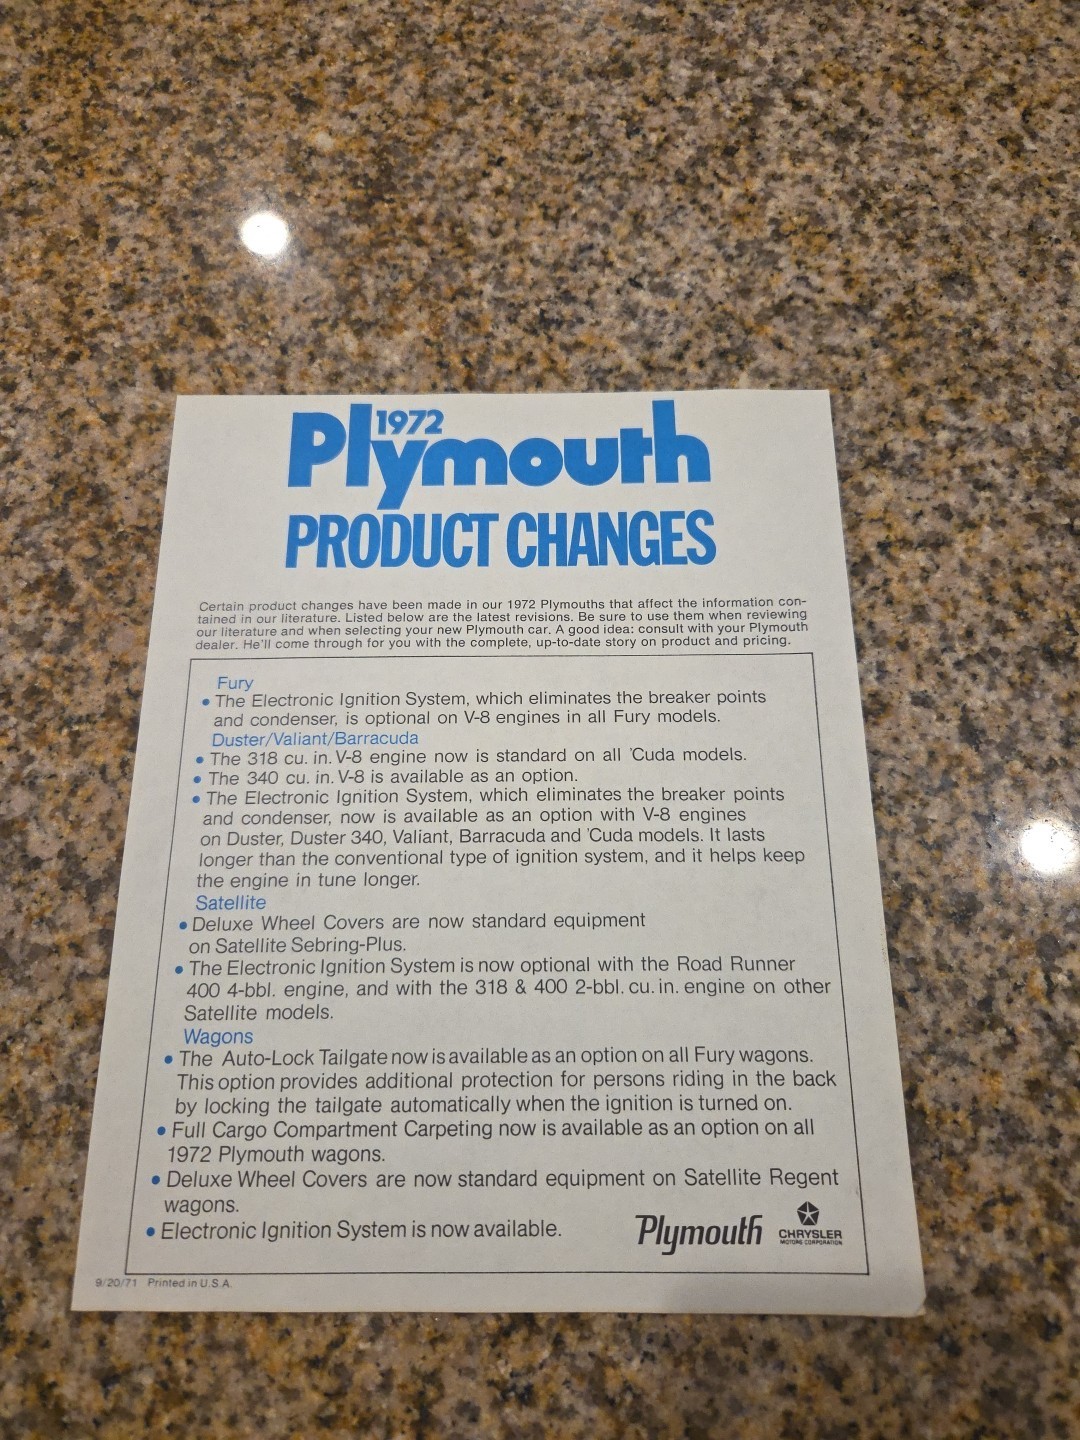 1972
Plymouth
PRODUCT CHANGES
Certain product changes have been made in our 1972 Plymouths that affect the information con-
tained in our literature. Listed below are the latest revisions. Be sure to use them when reviewing
our literature and when selecting your new Plymouth car. A good idea: consult with your Plymouth
dealer. He'll come through for you with the complete, up-to-date story on product and pricing.
Fury
• The Electronic Ignition System, which eliminates the breaker points
and condenser, is optional on V-8 engines in all Fury models.
Duster/Valiant/Barracuda
• The 318 cu. in. V-8 engine now is standard on all 'Cuda models.
• The 340 cu. in. V-8 is available as an option.
• The Electronic Ignition System, which eliminates the breaker points
and condenser, now is available as an option with V-8 engines
on Duster, Duster 340, Valiant, Barracuda and 'Cuda models. It lasts
longer than the conventional type of ignition system, and it helps keep
the engine in tune longer.
Satellite
• Deluxe Wheel Covers are now standard equipment
on Satellite Sebring-Plus.
• The Electronic Ignition System is now optional with the Road Runner
400 4-bbl. engine, and with the 318 & 400 2-bbl. cu. in. engine on other
Satellite models.
Wagons
• The Auto-Lock Tailgate now is available as an option on all Fury wagons.
This option provides additional protection for persons riding in the back
by locking the tailgate automatically when the ignition is turned on.
• Full Cargo Compartment Carpeting now is available as an option on all
1972 Plymouth wagons.
• Deluxe Wheel Covers are now standard equipment on Satellite Regent
wagons.
• Electronic Ignition System is now available.
Plymouth
CHRYSLER
MOTORS CORPORATION
9/20/71 Printed in U.S.A.